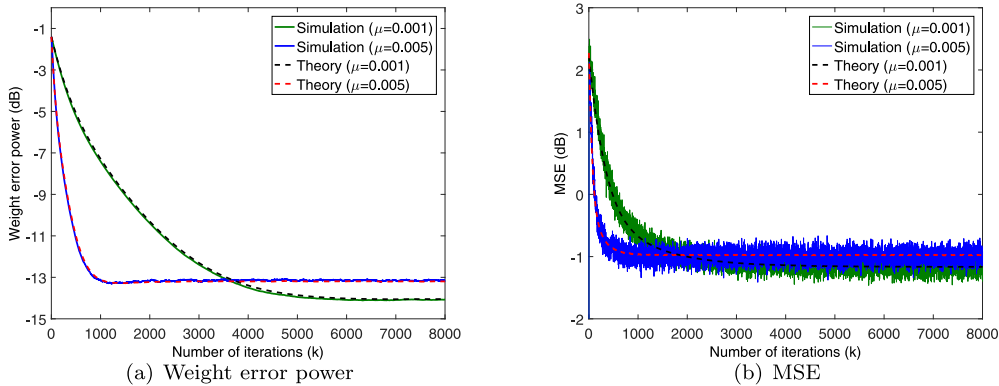 -1
-3
-5
-7
-9
-11
-13
-15
Weight error power (dB)
0 1000 2000 3000 4000 5000 6000 7000 8000
Number of iterations (k)
Simulation (μ=0.001)
Simulation (μ=0.005)
Theory (μ=0.001)
Theory (μ=0.005)
(a) Weight error power
3
2
1
0
-1
-2
MSE (dB)
0 1000 2000 3000 4000 5000 6000 7000 8000
Number of iterations (k)
Simulation (μ=0.001)
Simulation (μ=0.005)
Theory (μ=0.001)
Theory (μ=0.005)
(b) MSE